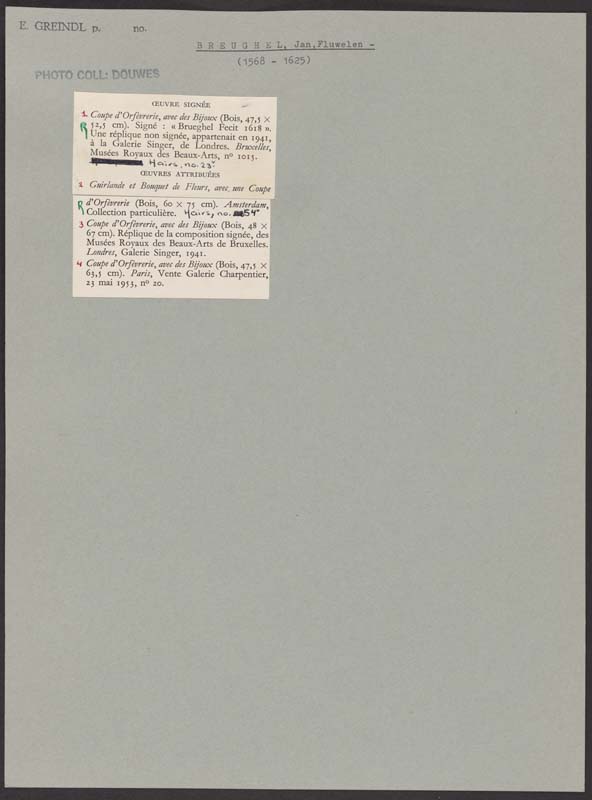 E. GREINDL p. no.
B R E U G H E L, Jan,Fluwelen -
(1568 - 1625)
PHOTO COLL: DOUWES
ŒUVRE SIGNÉE
1 Coupe d'Orfèvrerie, avec des Bijoux (Bois, 47,5 ×
R 52,5 cm). Signé : « Brueghel Fecit 1618 ».
Une réplique non signée, appartenait en 1941,
à la Galerie Singer, de Londres. Bruxelles,
Musées Royaux des Beaux-Arts, nº 1015.
Hairs, no. 23
ŒUVRES ATTRIBUÉES
2 Guirlande et Bouquet de Fleurs, avec une Coupe
R d'Orfèvrerie (Bois, 60 × 75 cm). Amsterdam,
Collection particulière. Hairs, no. 54
3 Coupe d'Orfèvrerie, avec des Bijoux (Bois, 48 ×
67 cm). Réplique de la composition signée, des
Musées Royaux des Beaux-Arts de Bruxelles.
Londres, Galerie Singer, 1941.
4 Coupe d'Orfèvrerie, avec des Bijoux (Bois, 47,5 ×
63,5 cm). Paris, Vente Galerie Charpentier,
23 mai 1953, nº 20.